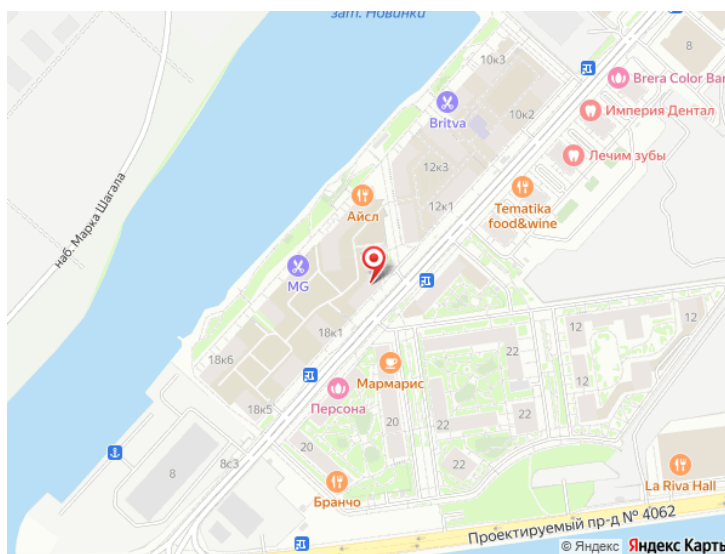 зат. Новинки
8
10к3
Brera Color Bar
Britva
10к2
Империя Дентал
12к3
Лечим зубы
наб. Марка Шагала
Айсл
12к1
Tematika
food&wine
MG
18к1
12
12
22
22
18к6
Мармарис
12
Персона
18к5
20
22
20
8
8с3
22
La Riva Hall
Бранчо
Проектируемый пр-д № 4062
© Яндекс Яндекс Карты